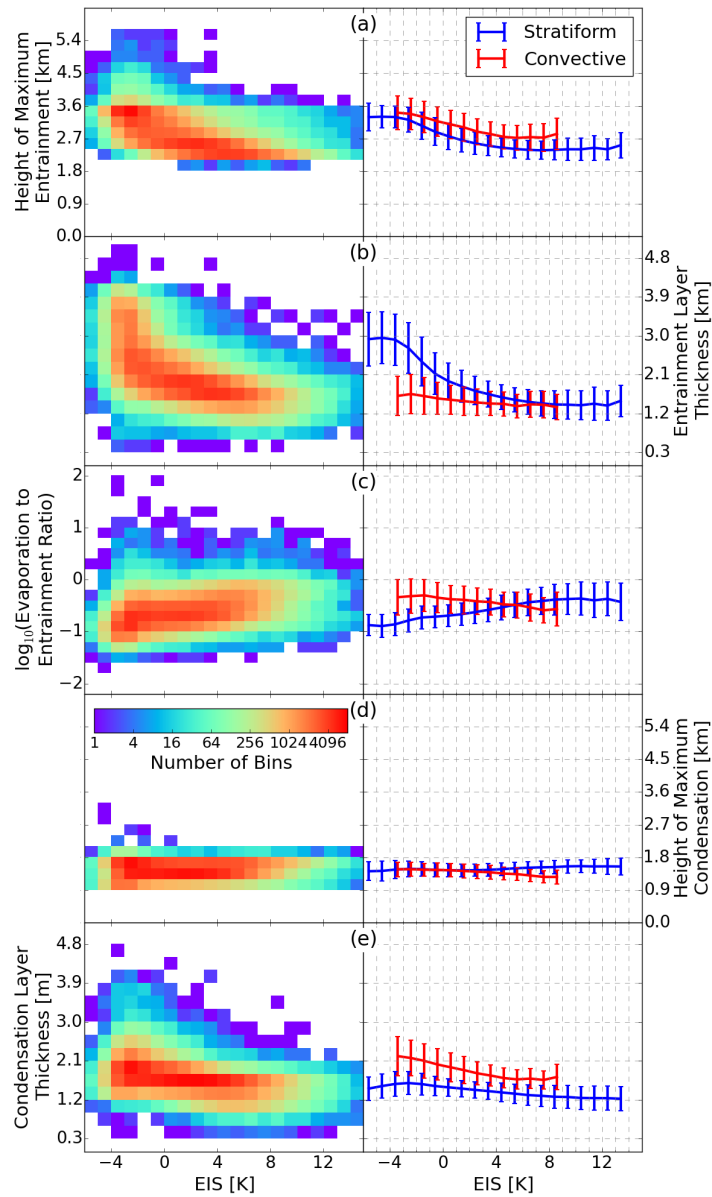 (a)
Stratiform
Convective
Height of Maximum
Entrainment [km]
5.4
4.5
3.6
2.7
1.8
0.9
0.0
(b)
Entrainment Layer
Thickness [km]
4.8
3.9
3.0
2.1
1.2
0.3
(c)
log₁₀(Evaporation to
Entrainment Ratio)
2
1
0
−1
−2
(d)
1 4 16 64 256 1024 4096
Number of Bins
Height of Maximum
Condensation [km]
5.4
4.5
3.6
2.7
1.8
0.9
0.0
(e)
Condensation Layer
Thickness [m]
4.8
3.9
3.0
2.1
1.2
0.3
−4 0 4 8 12 −4 0 4 8 12
EIS [K] EIS [K]